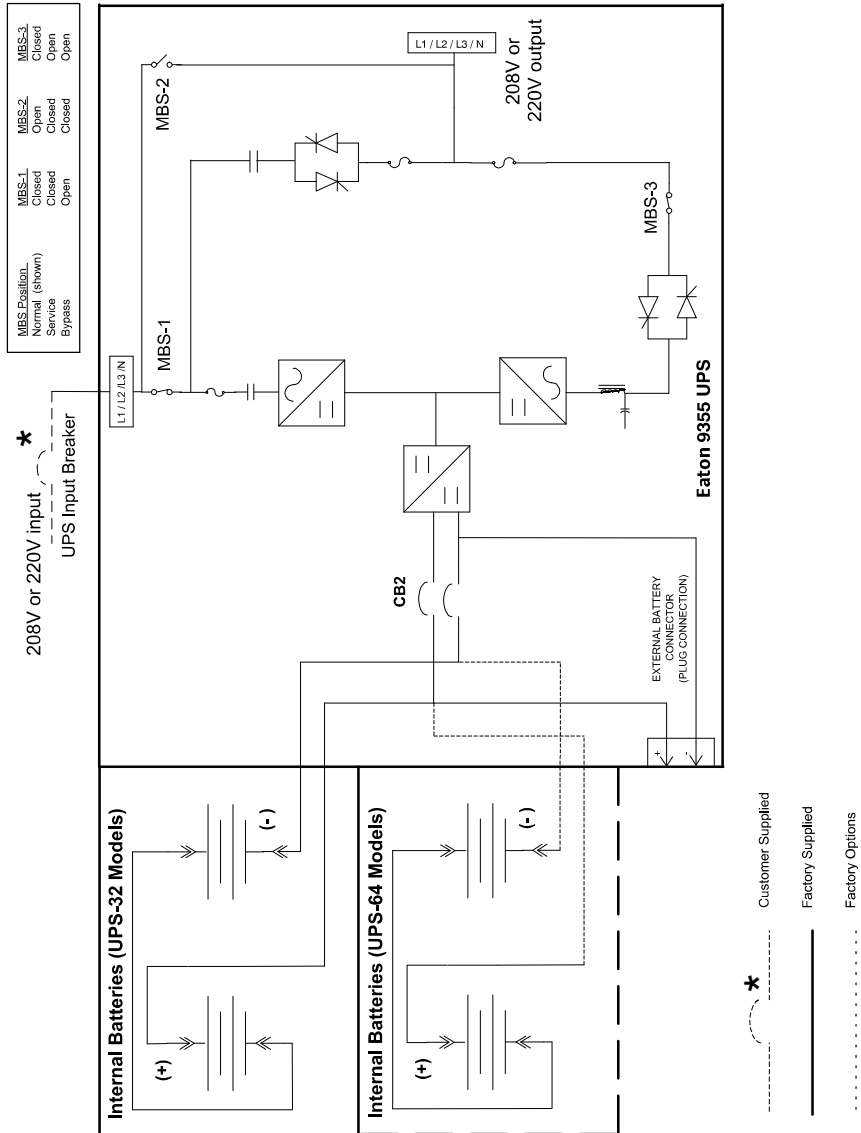 MBS Position MBS-1 MBS-2 MBS-3
Normal (shown) Closed Open Closed
Service Closed Closed Open
Bypass Open Closed Open
208V or 220V input
*
UPS Input Breaker
L1 / L2 /L3 /N
MBS-1
MBS-2
L1 / L2 / L3 / N
208V or
220V output
MBS-3
Eaton 9355 UPS
CB2
EXTERNAL BATTERY
CONNECTOR
(PLUG CONNECTION)
+
-
Internal Batteries (UPS-32 Models)
(+)
(-)
Internal Batteries (UPS-64 Models)
(+)
(-)
*
Customer Supplied
Factory Supplied
Factory Options